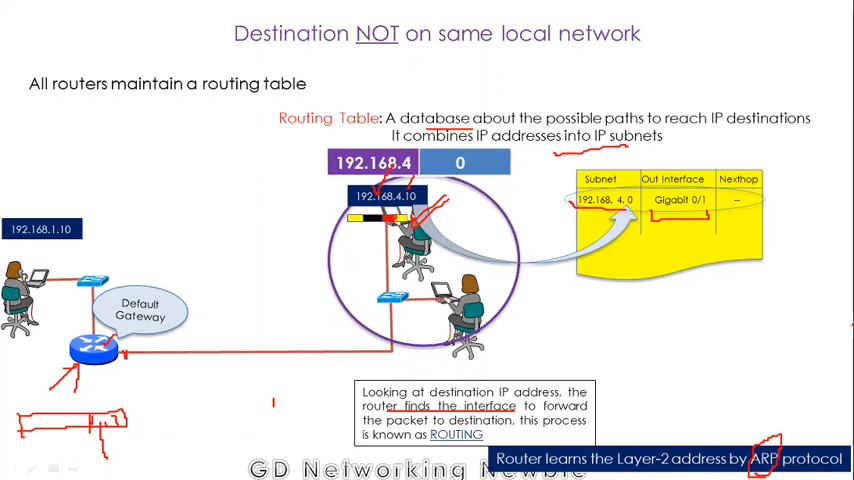 Destination NOT on same local network
All routers maintain a routing table
Routing Table: A database about the possible paths to reach IP destinations
It combines IP addresses into IP subnets
192.168.4 0
Subnet Out Interface Nexthop
192.168. 4. 0 Gigabit 0/1 --
192.168.4.10
192.168.1.10
Default
Gateway
Looking at destination IP address, the
router finds the interface to forward
the packet to destination, this process
is known as ROUTING
Router learns the Layer-2 address by ARP protocol
GD Networking Newbie